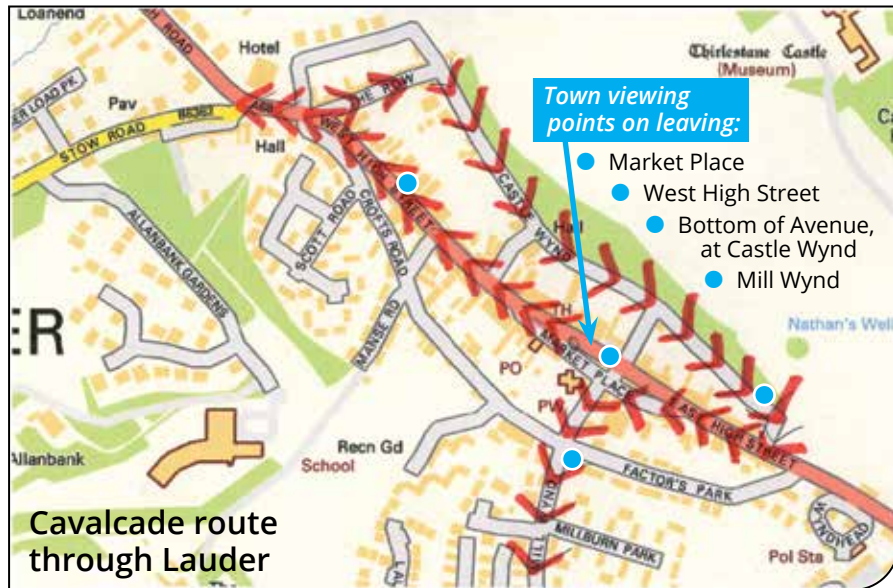 Loanend
Hotel
Thirlestane Castle
(Museum)
Pav
B6362
STOW ROAD
Hall
THE ROW
WEST HIGH STREET
Town viewing
points on leaving:
Market Place
West High Street
Bottom of Avenue,
at Castle Wynd
Mill Wynd
CASTLE WYND
Hall
SCOTT ROAD
CROFTS ROAD
ALLANBANK GARDENS
MANSE RD
TH
MARKET PLACE
PO
PW
Nathan's Well
EAST HIGH STREET
Recn Gd
School
Allanbank
FACTOR'S PARK
MILL WYND
MILLBURN PARK
WYNDHEAD
Pol Sta
Cavalcade route
through Lauder